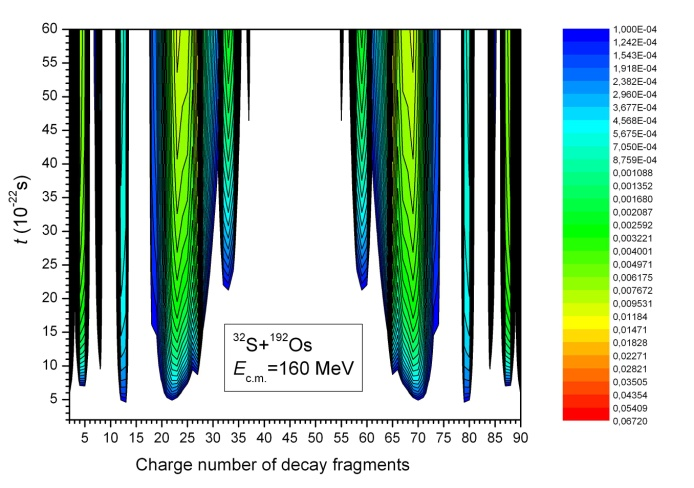 60
55
50
45
40
35
30
25
20
15
10
5
t (10⁻²²s)
³²S+¹⁹²Os
E_c.m.=160 MeV
5 10 15 20 25 30 35 40 45 50 55 60 65 70 75 80 85 90
Charge number of decay fragments
1,000E-04
1,242E-04
1,543E-04
1,918E-04
2,382E-04
2,960E-04
3,677E-04
4,568E-04
5,675E-04
7,050E-04
8,759E-04
0,001088
0,001352
0,001680
0,002087
0,002592
0,003221
0,004001
0,004971
0,006175
0,007672
0,009531
0,01184
0,01471
0,01828
0,02271
0,02821
0,03505
0,04354
0,05409
0,06720